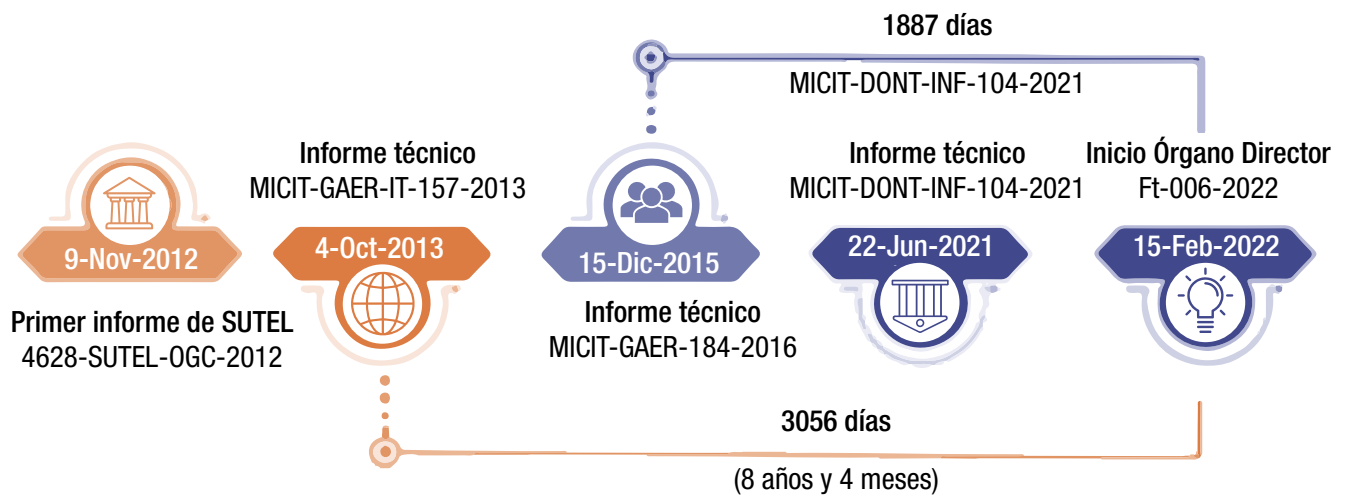 1887 días
MICIT-DONT-INF-104-2021
9-Nov-2012
Primer informe de SUTEL
4628-SUTEL-OGC-2012
Informe técnico
MICIT-GAER-IT-157-2013
4-Oct-2013
15-Dic-2015
Informe técnico
MICIT-GAER-184-2016
Informe técnico
MICIT-DONT-INF-104-2021
22-Jun-2021
Inicio Órgano Director
Ft-006-2022
15-Feb-2022
3056 días
(8 años y 4 meses)